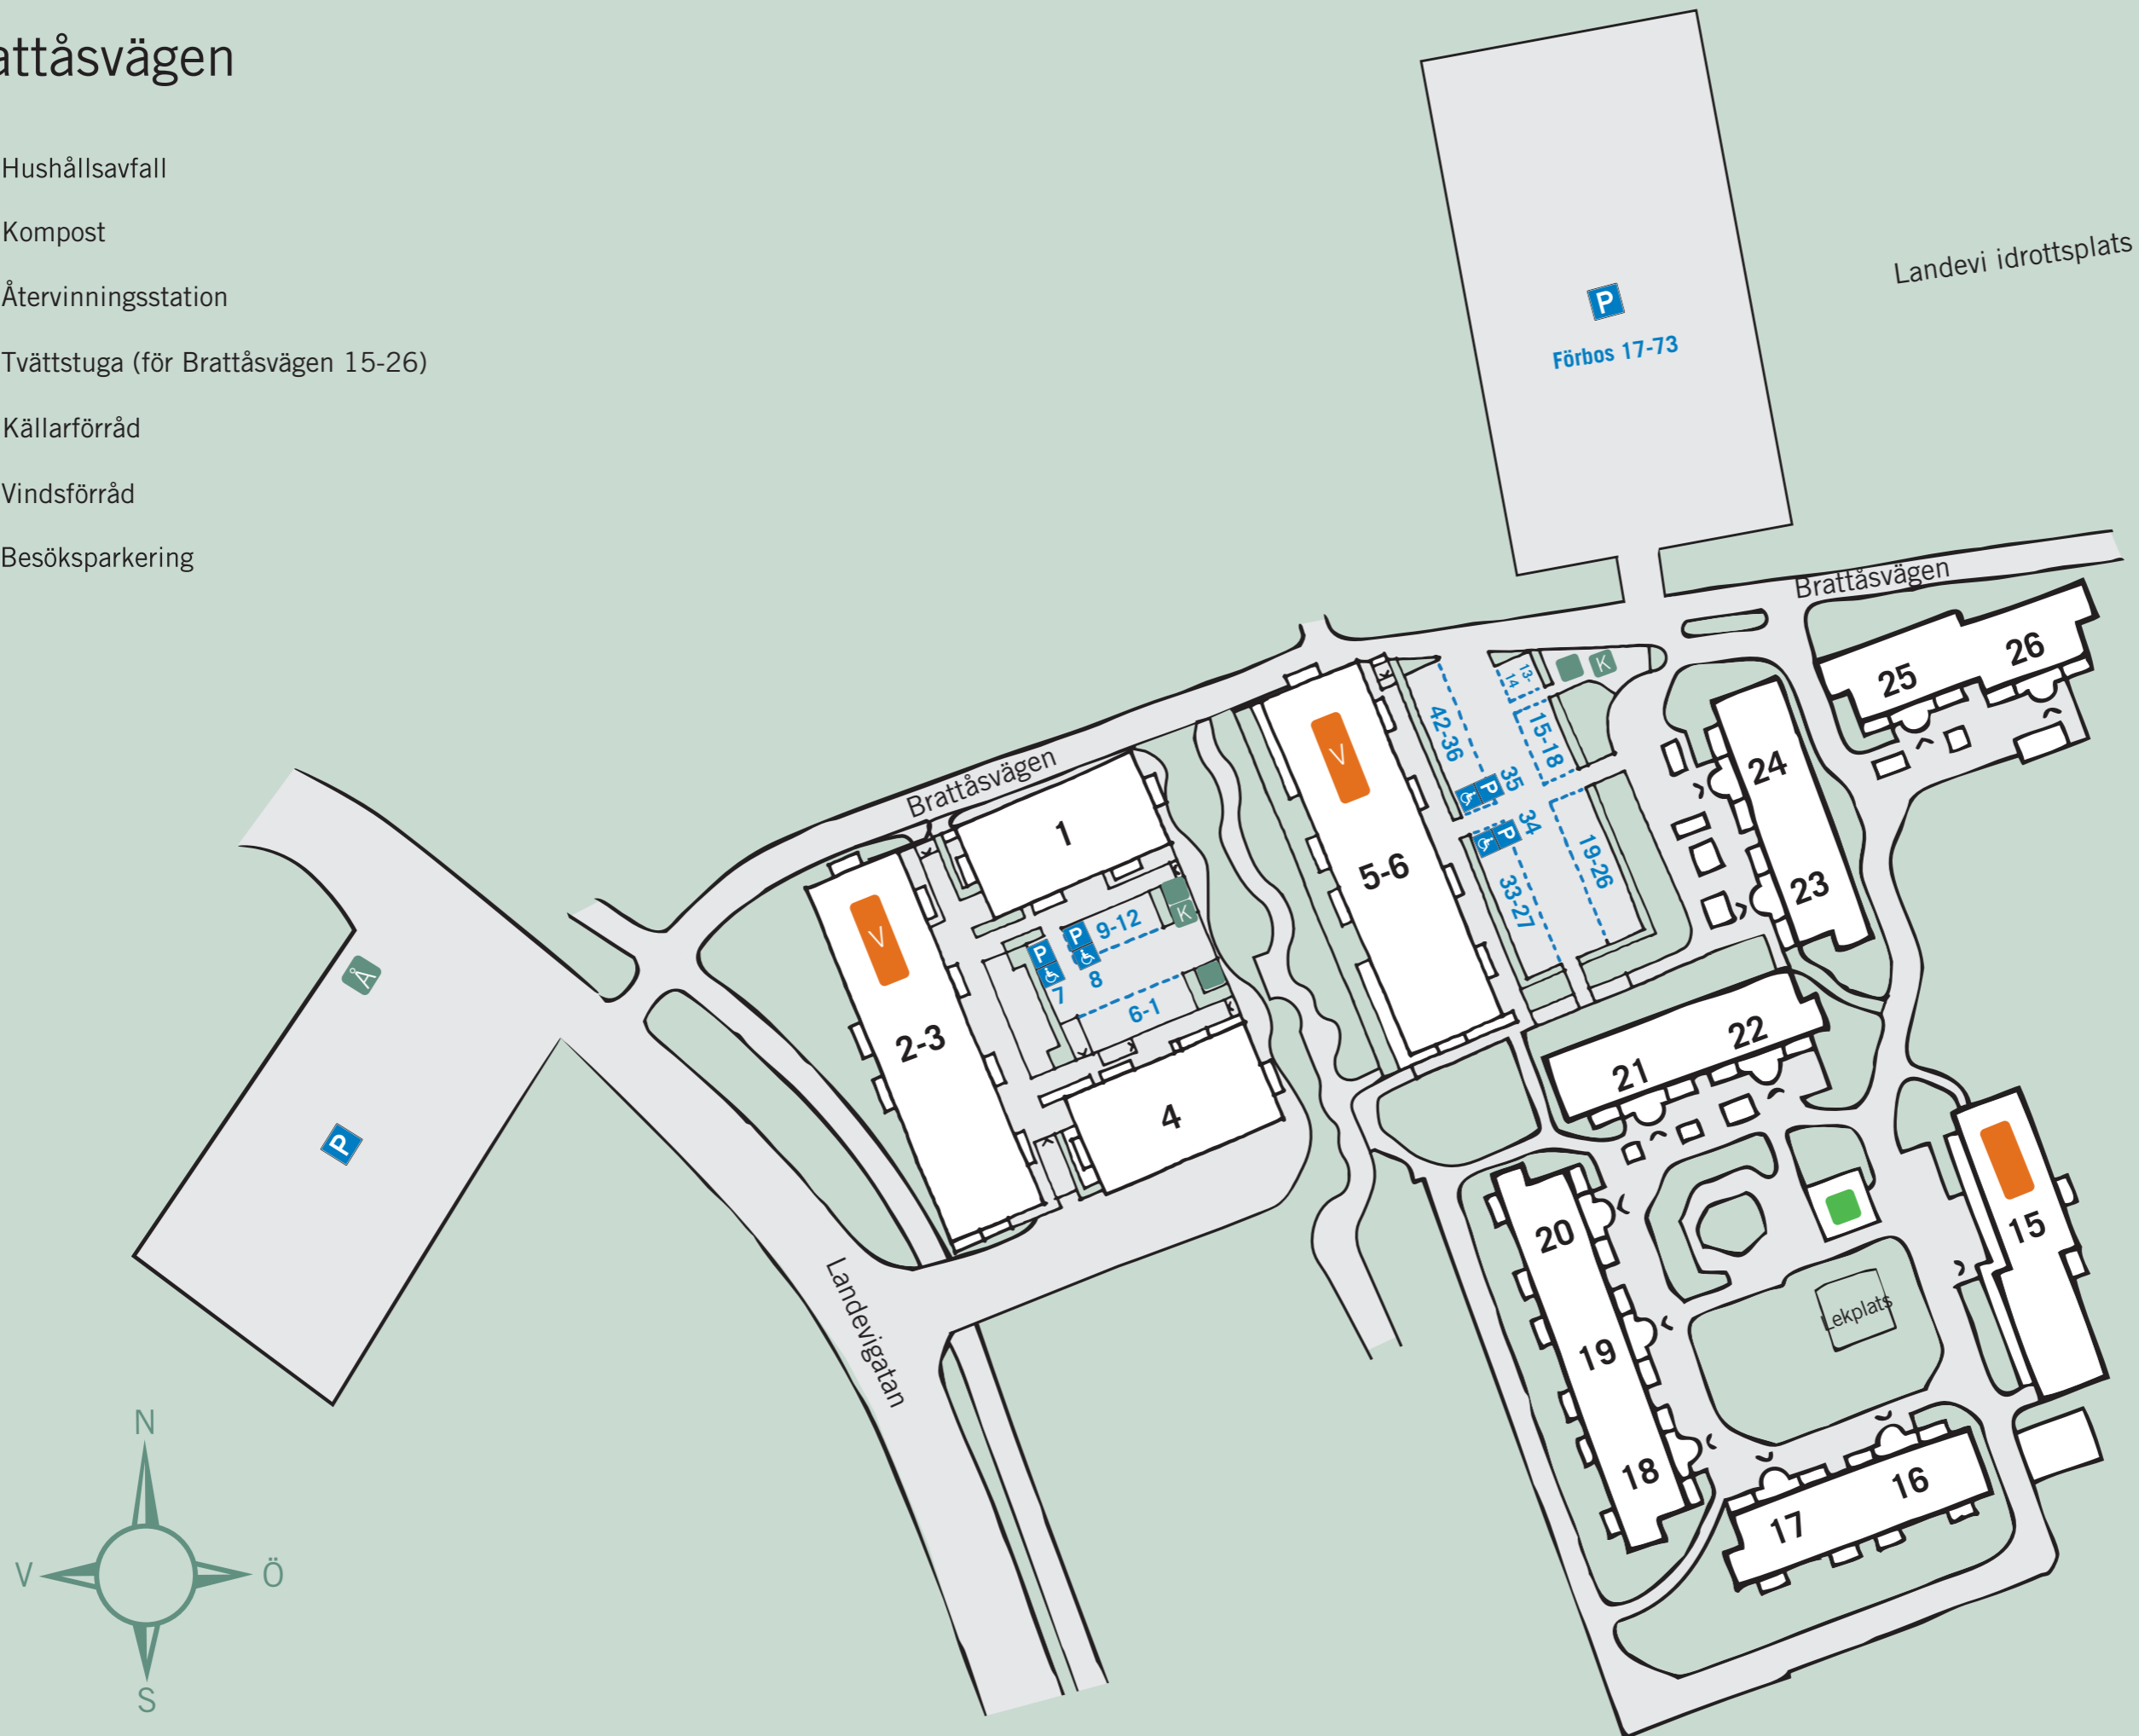 attåsvägen
Hushållsavfall
Kompost
Återvinningsstation
Tvättstuga (för Brattåsvägen 15-26)
Källarförråd
Vindsförråd
Besöksparkering
Landevi idrottsplats
P
Förbos 17-73
Brattåsvägen
26
25
K
13-
14
42-36
15-18
V
24
Brattåsvägen
P
35
1
P
34
19-26
5-6
23
33-27
K
9-12
P
P
V
8
7
6-1
Å
2-3
22
21
4
P
20
15
Landevigatan
Lekplats
19
18
16
17
N
V
Ö
S